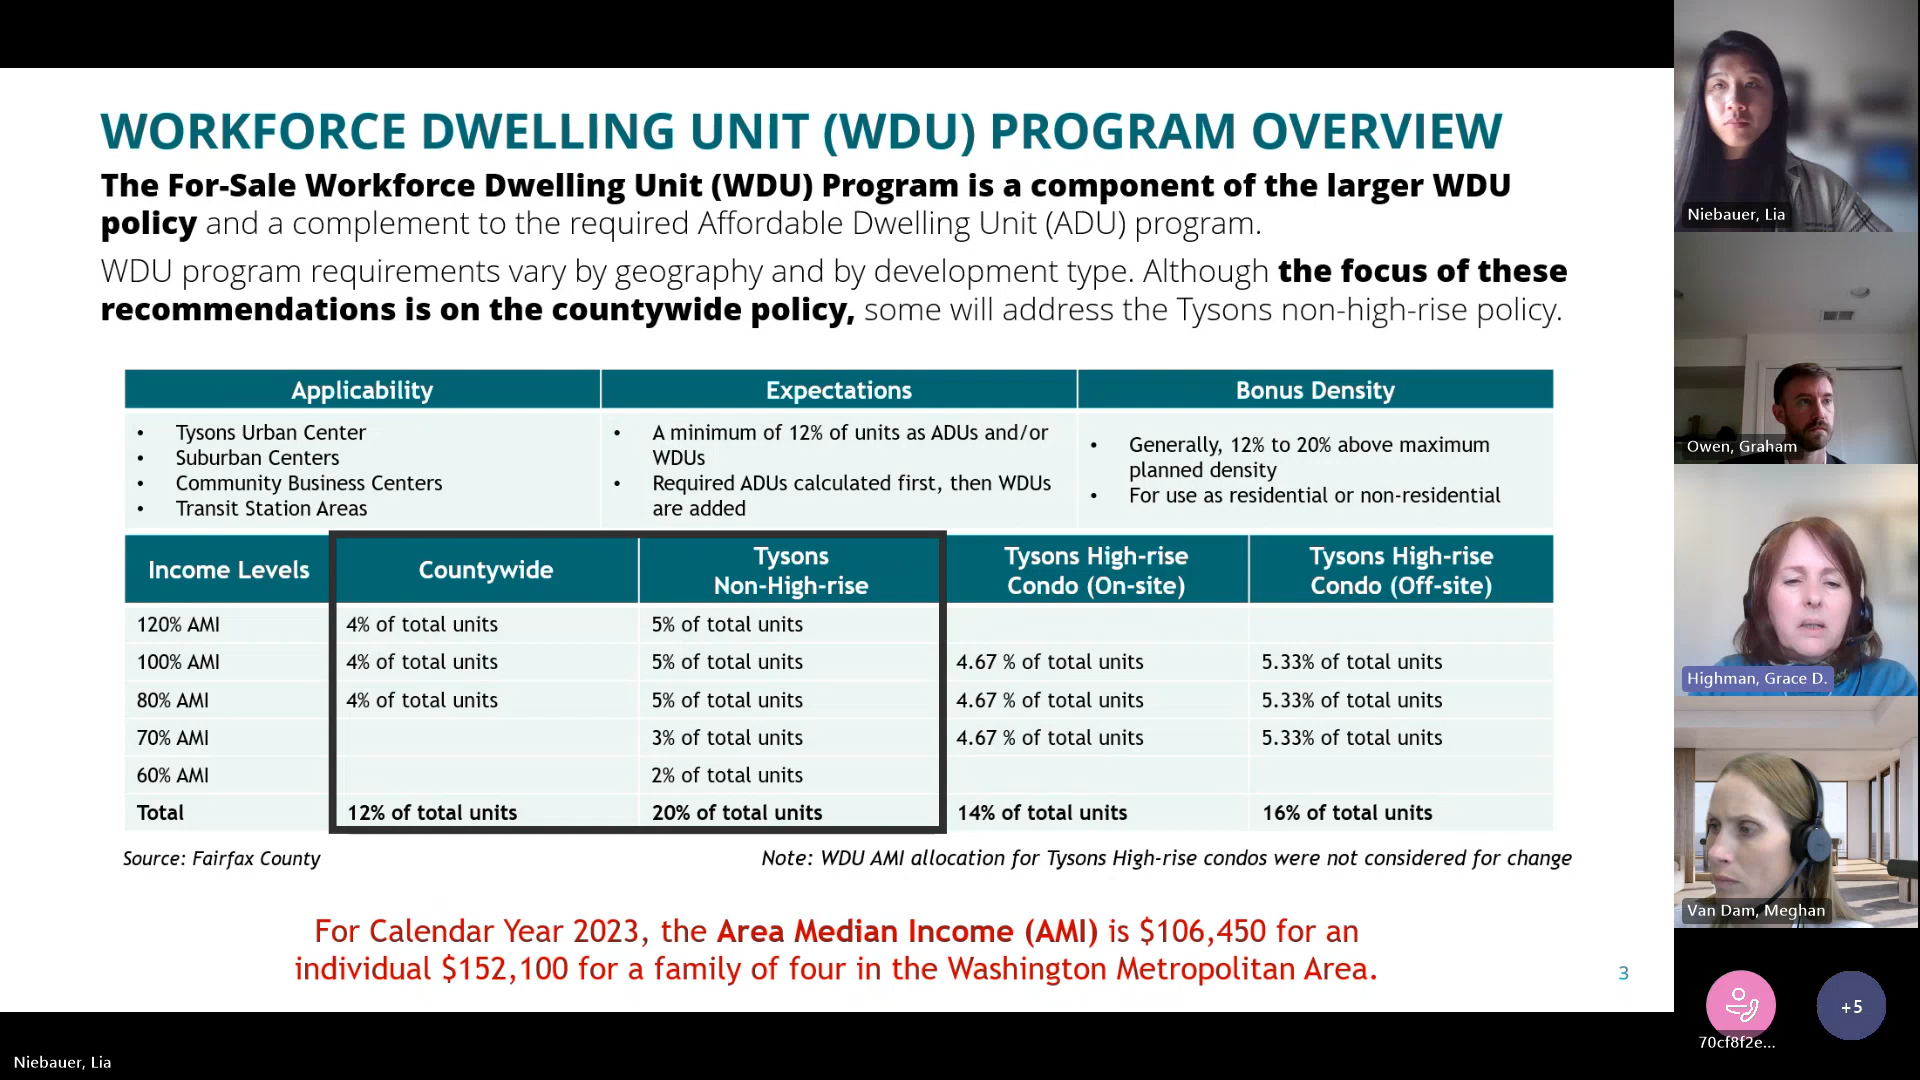 WORKFORCE DWELLING UNIT (WDU) PROGRAM OVERVIEW
The For-Sale Workforce Dwelling Unit (WDU) Program is a component of the larger WDU
policy and a complement to the required Affordable Dwelling Unit (ADU) program.
WDU program requirements vary by geography and by development type. Although the focus of these
recommendations is on the countywide policy, some will address the Tysons non-high-rise policy.
Applicability Expectations Bonus Density
• Tysons Urban Center
• Suburban Centers
• Community Business Centers
• Transit Station Areas
• A minimum of 12% of units as ADUs and/or
WDUs
• Required ADUs calculated first, then WDUs
are added
• Generally, 12% to 20% above maximum
planned density
• For use as residential or non-residential
Income Levels Countywide Tysons
Non-High-rise Tysons High-rise
Condo (On-site) Tysons High-rise
Condo (Off-site)
120% AMI 4% of total units 5% of total units
100% AMI 4% of total units 5% of total units 4.67 % of total units 5.33% of total units
80% AMI 4% of total units 5% of total units 4.67 % of total units 5.33% of total units
70% AMI 3% of total units 4.67 % of total units 5.33% of total units
60% AMI 2% of total units
Total 12% of total units 20% of total units 14% of total units 16% of total units
Source: Fairfax County Note: WDU AMI allocation for Tysons High-rise condos were not considered for change
For Calendar Year 2023, the Area Median Income (AMI) is $106,450 for an
individual $152,100 for a family of four in the Washington Metropolitan Area.
3
Niebauer, Lia
Owen, Graham
Highman, Grace D.
Van Dam, Meghan
+5
70cf8f2e...
Niebauer, Lia